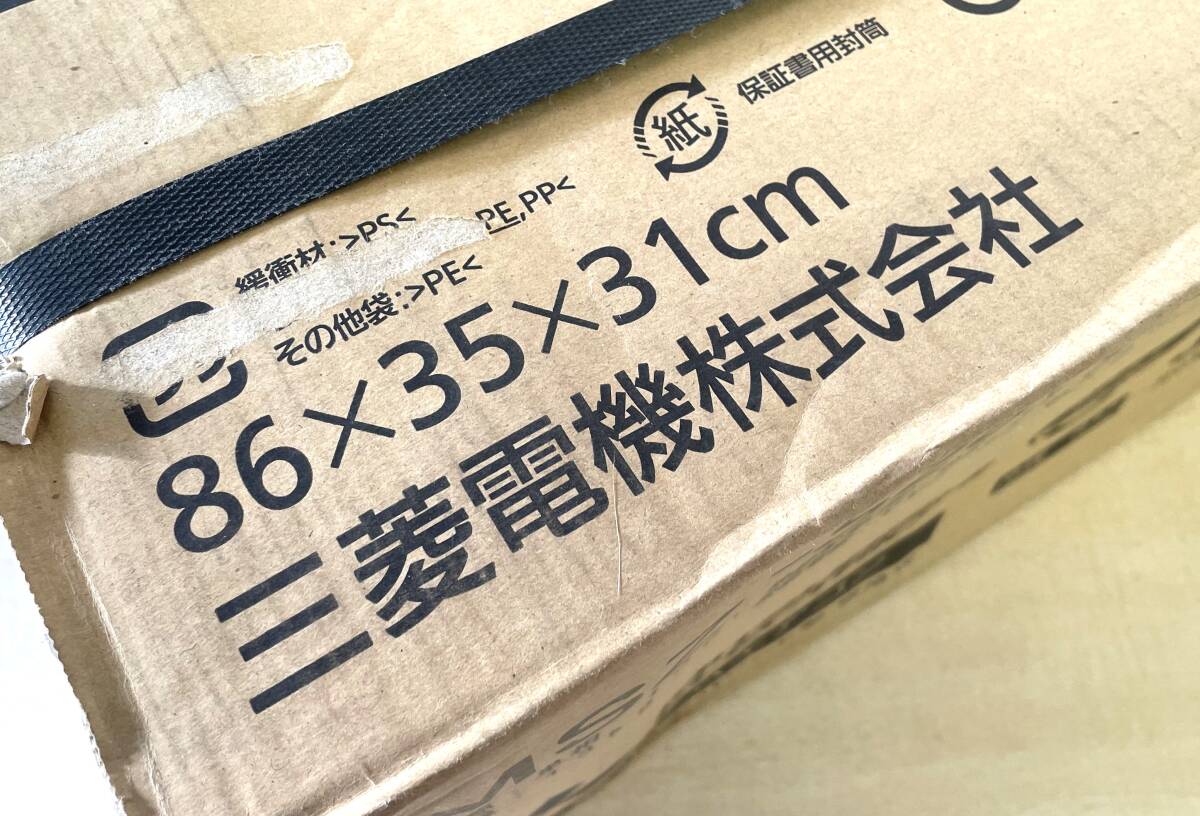 紙 保証書用封筒
緩衝材:>PS<
PE,PP<
その他袋:>PE<
86×35×31cm
三菱電機株式会社